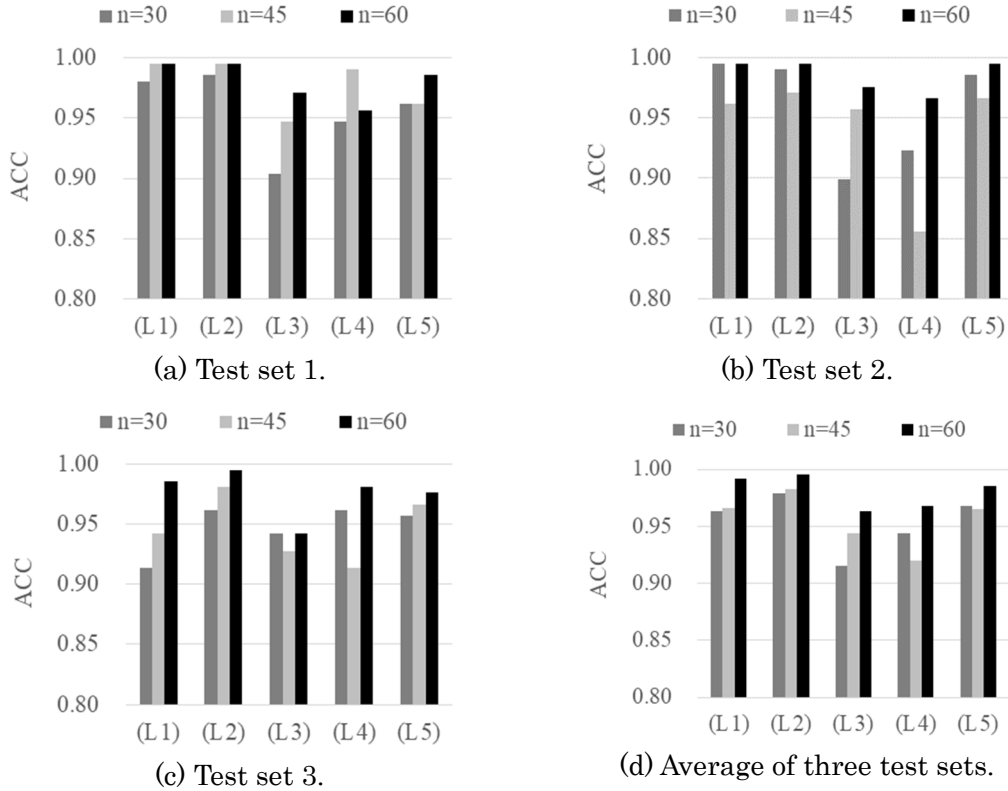 n=30 n=45 n=60
1.00
0.95
0.90
0.85
0.80
ACC
(L1) (L2) (L3) (L4) (L5)
(a) Test set 1.
n=30 n=45 n=60
1.00
0.95
0.90
0.85
0.80
ACC
(L1) (L2) (L3) (L4) (L5)
(b) Test set 2.
n=30 n=45 n=60
1.00
0.95
0.90
0.85
0.80
ACC
(L1) (L2) (L3) (L4) (L5)
(c) Test set 3.
n=30 n=45 n=60
1.00
0.95
0.90
0.85
0.80
ACC
(L1) (L2) (L3) (L4) (L5)
(d) Average of three test sets.